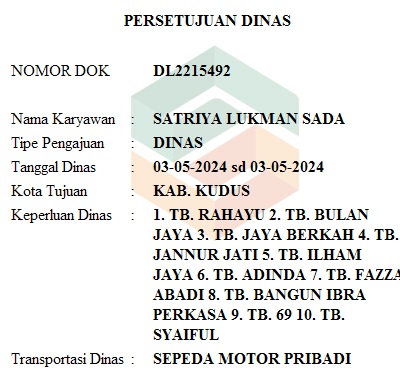 PERSETUJUAN DINAS
NOMOR DOK DL2215492
Nama Karyawan : SATRIYA LUKMAN SADA
Tipe Pengajuan : DINAS
Tanggal Dinas : 03-05-2024 sd 03-05-2024
Kota Tujuan : KAB. KUDUS
Keperluan Dinas : 1. TB. RAHAYU 2. TB. BULAN
JAYA 3. TB. JAYA BERKAH 4. TB.
JANNUR JATI 5. TB. ILHAM
JAYA 6. TB. ADINDA 7. TB. FAZZA
ABADI 8. TB. BANGUN IBRA
PERKASA 9. TB. 69 10. TB.
SYAIFUL
Transportasi Dinas : SEPEDA MOTOR PRIBADI